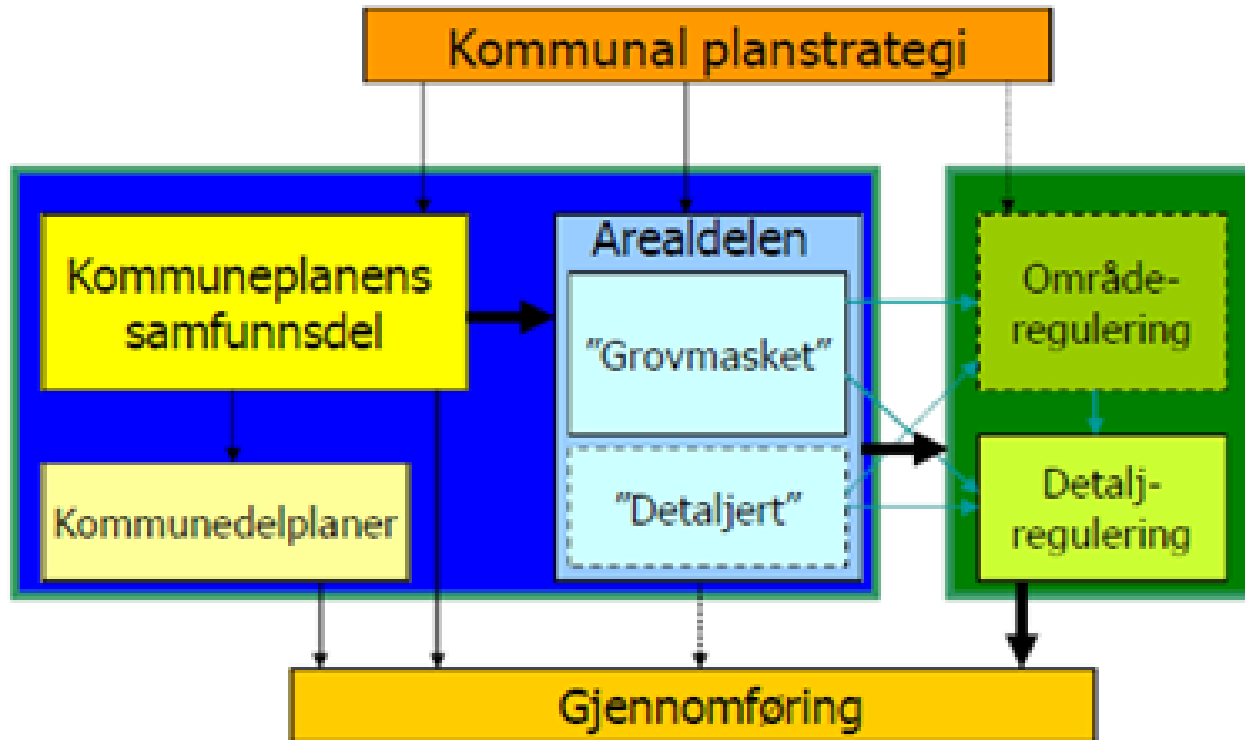 Kommunal planstrategi
Kommuneplanens
samfunnsdel
Kommunedelplaner
Arealdelen
"Grovmasket"
"Detaljert"
Område-
regulering
Detalj-
regulering
Gjennomføring